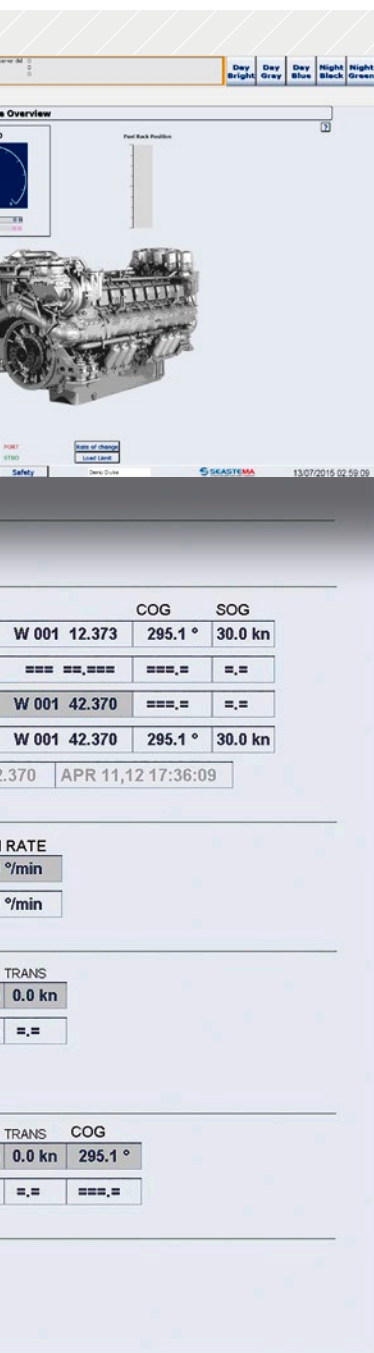 Day Bright Day Gray Day Blue Night Black Night Green
e Overview
?
Fuel Rack Position
PORT
STBD
Rate of change
Load Limit
Safety
SEASTEMA
13/07/2015 02:59:09
COG SOG
W 001 12.373 295.1 ° 30.0 kn
=== ==.=== ===.= =.=
W 001 42.370 ===.= =.=
W 001 42.370 295.1 ° 30.0 kn
2.370 APR 11,12 17:36:09
RATE
°/min
°/min
TRANS
0.0 kn
=.=
TRANS COG
0.0 kn 295.1 °
=.= ===.=